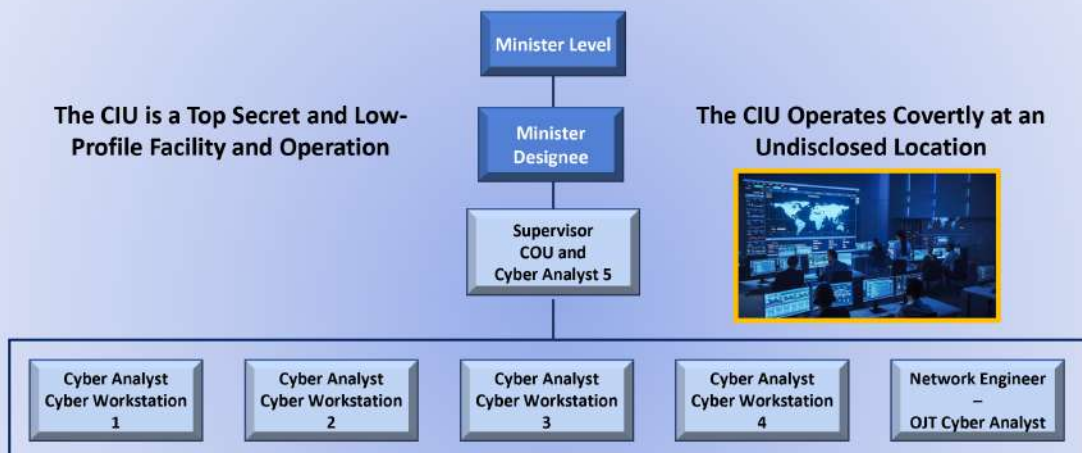 Minister Level
The CIU is a Top Secret and Low-
Profile Facility and Operation
Minister
Designee
The CIU Operates Covertly at an
Undisclosed Location
Supervisor
COU and
Cyber Analyst 5
Cyber Analyst
Cyber Workstation
1
Cyber Analyst
Cyber Workstation
2
Cyber Analyst
Cyber Workstation
3
Cyber Analyst
Cyber Workstation
4
Network Engineer
–
OJT Cyber Analyst